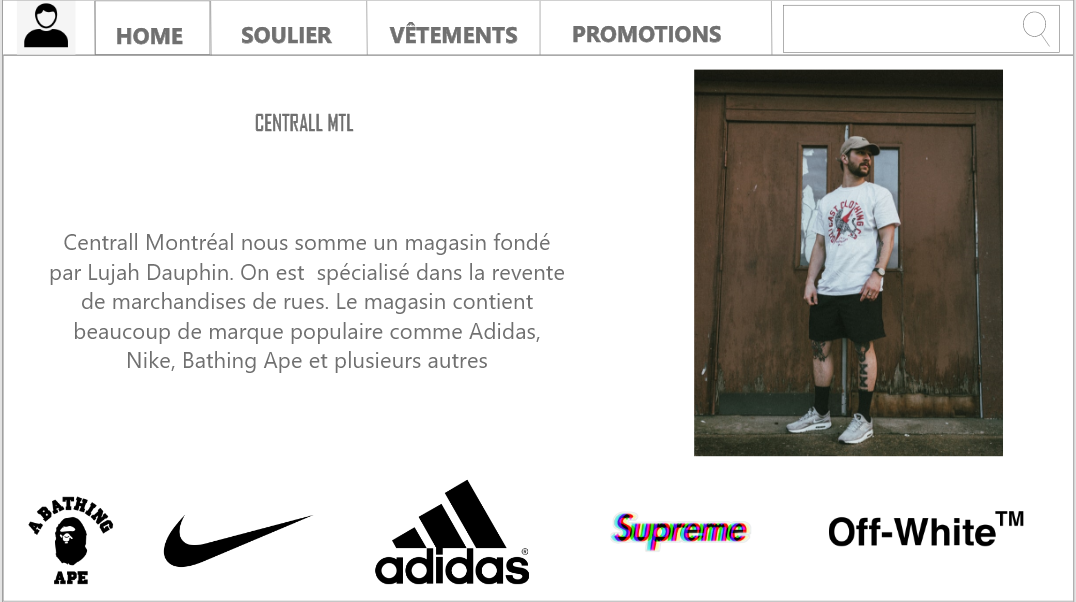 HOME SOULIER VÊTEMENTS PROMOTIONS
CENTRALL MTL
Centrall Montréal nous somme un magasin fondé
par Lujah Dauphin. On est spécialisé dans la revente
de marchandises de rues. Le magasin contient
beaucoup de marque populaire comme Adidas,
Nike, Bathing Ape et plusieurs autres
A BATHING
APE
adidas®
Supreme
Off-White™